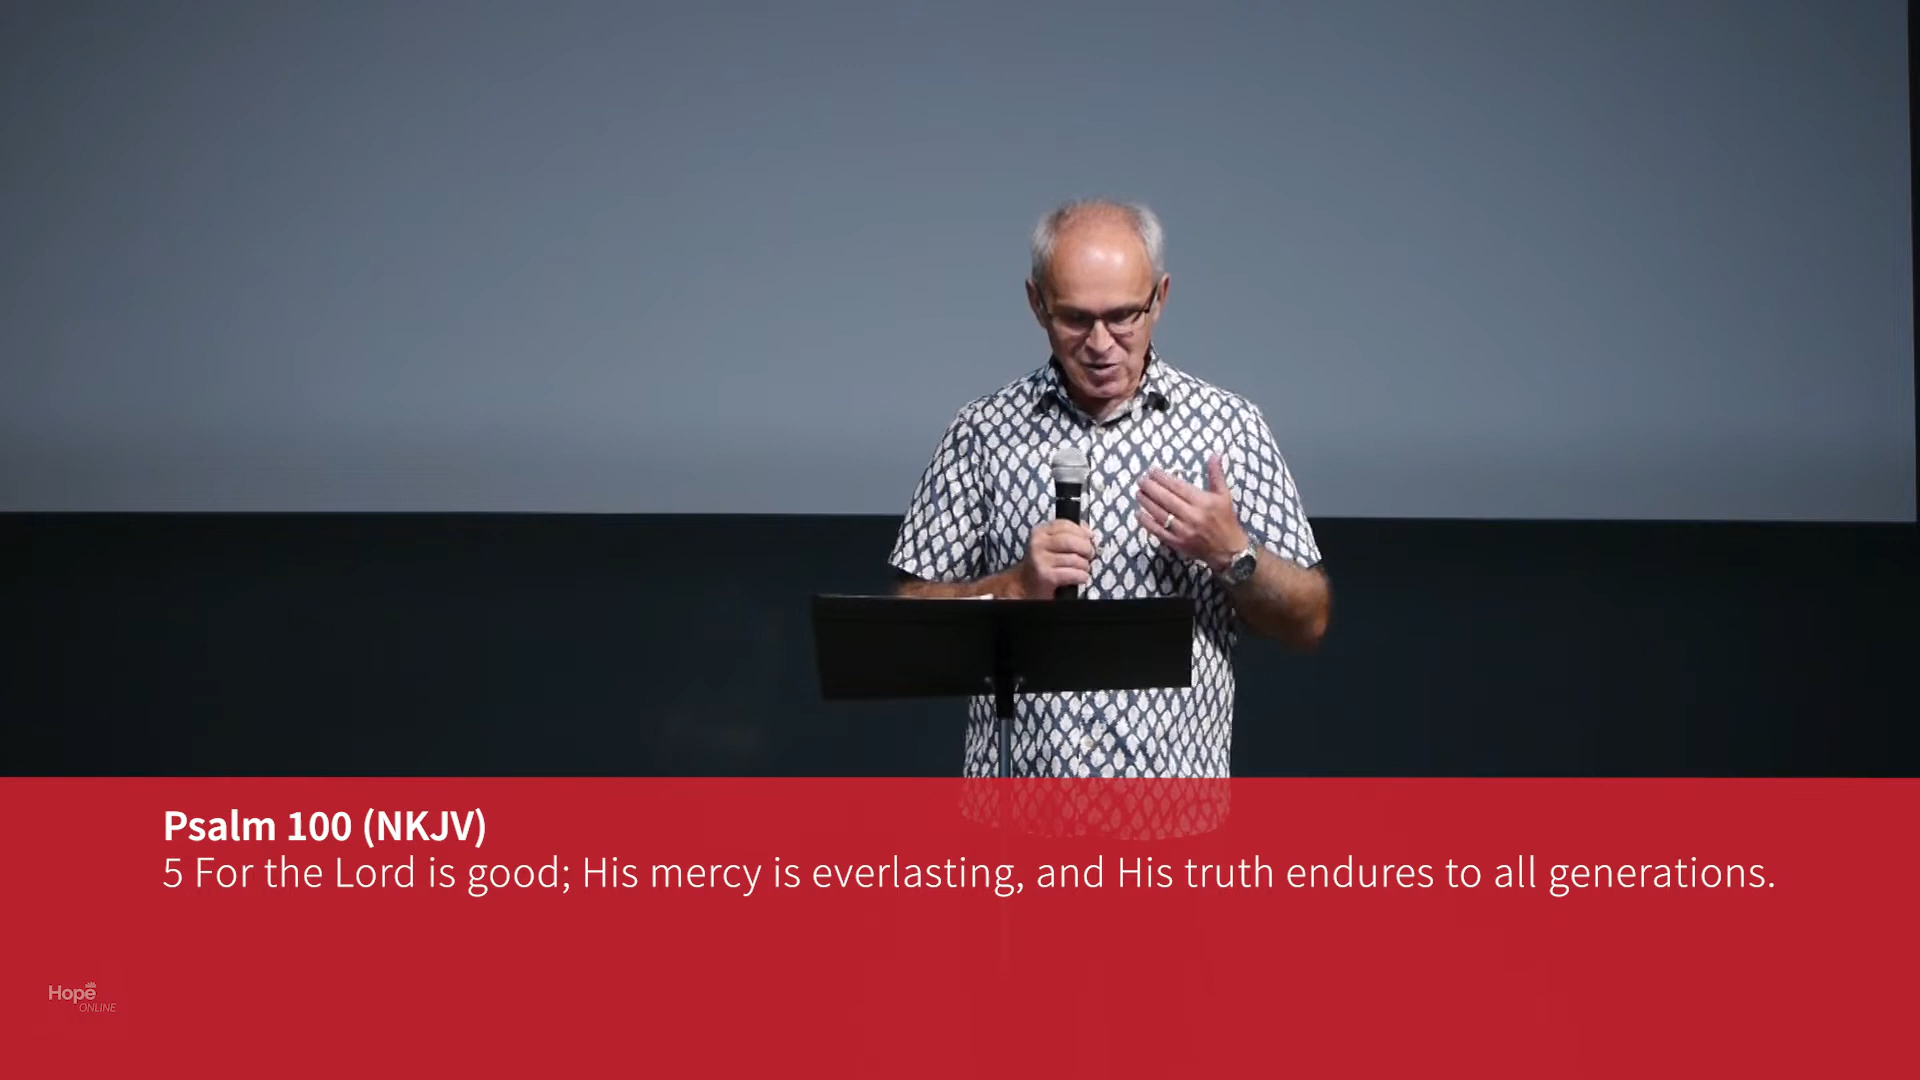 Psalm 100 (NKJV)
5 For the Lord is good; His mercy is everlasting, and His truth endures to all generations.
Hope
ONLINE